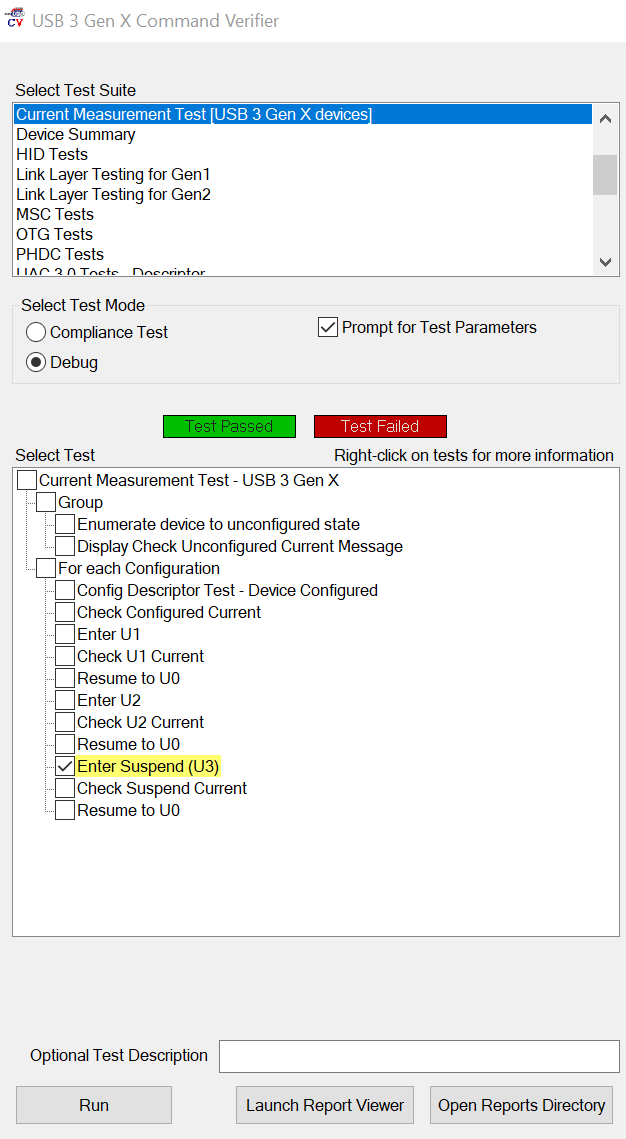 CV USB 3 Gen X Command Verifier
Select Test Suite
Current Measurement Test [USB 3 Gen X devices]
Device Summary
HID Tests
Link Layer Testing for Gen1
Link Layer Testing for Gen2
MSC Tests
OTG Tests
PHDC Tests
UAC 3.0 Tests - Descriptor
Select Test Mode
Compliance Test
Prompt for Test Parameters
Debug
Test Passed
Test Failed
Select Test
Right-click on tests for more information
Current Measurement Test - USB 3 Gen X
Group
Enumerate device to unconfigured state
Display Check Unconfigured Current Message
For each Configuration
Config Descriptor Test - Device Configured
Check Configured Current
Enter U1
Check U1 Current
Resume to U0
Enter U2
Check U2 Current
Resume to U0
Enter Suspend (U3)
Check Suspend Current
Resume to U0
Optional Test Description
Run
Launch Report Viewer
Open Reports Directory